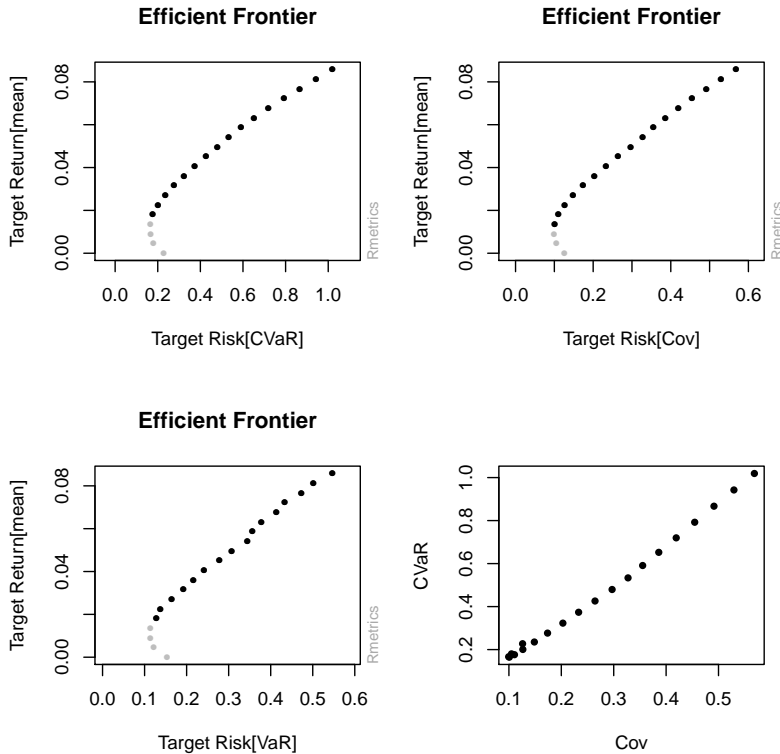 Efficient Frontier
Target Return[mean]
0.00
0.04
0.08
0.0 0.2 0.4 0.6 0.8 1.0
Target Risk[CVaR]
Rmetrics
Efficient Frontier
Target Return[mean]
0.00
0.04
0.08
0.0 0.2 0.4 0.6
Target Risk[Cov]
Rmetrics
Efficient Frontier
Target Return[mean]
0.00
0.04
0.08
0.0 0.1 0.2 0.3 0.4 0.5 0.6
Target Risk[VaR]
Rmetrics
CVaR
0.2
0.4
0.6
0.8
1.0
0.1 0.2 0.3 0.4 0.5
Cov